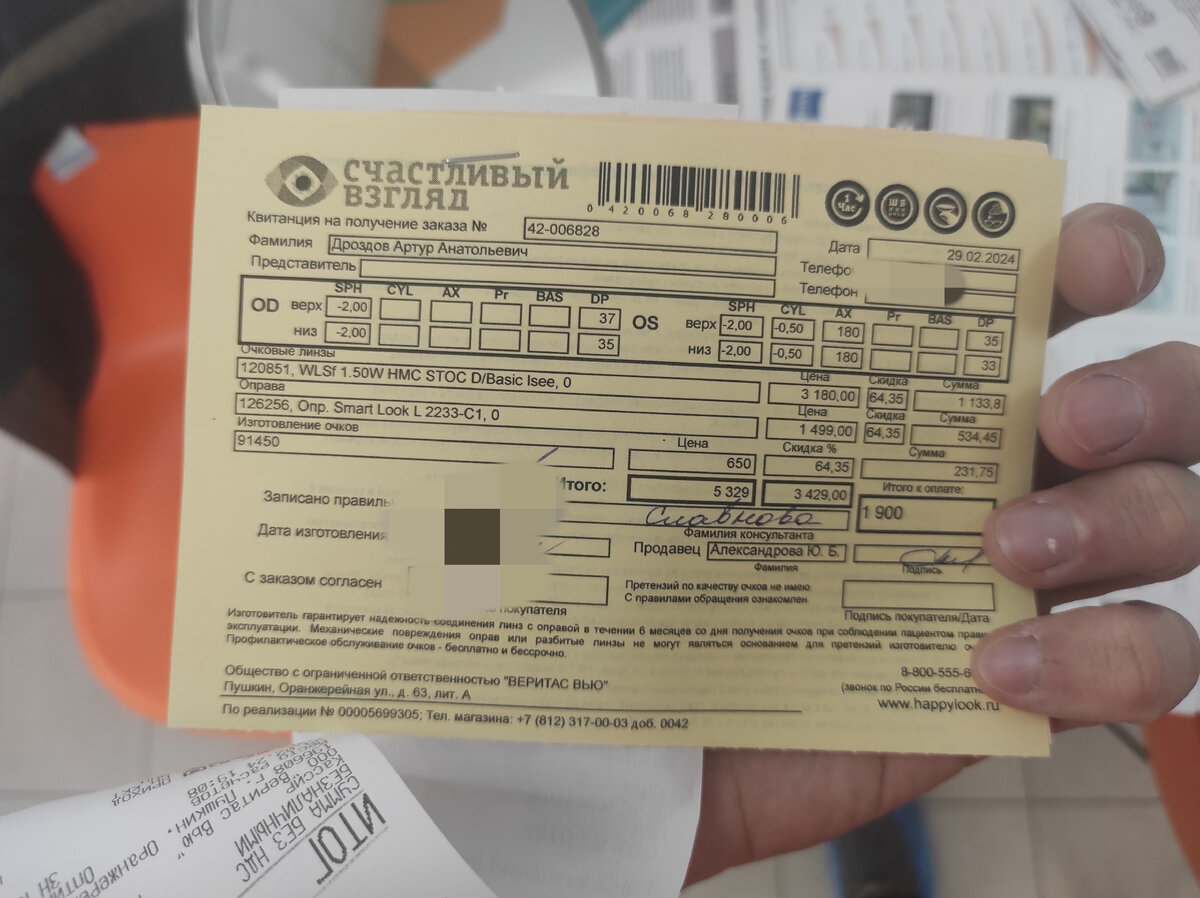 СЧАСТЛИВЫЙ
ВЗГЛЯД
0 420068 280006
1 Час
Ш Б
Квитанция на получение заказа № 42-006828
Дата 29.02.2024
Фамилия Дроздов Артур Анатольевич
Телефо
Представитель
Телефон
SPH CYL AX Pr BAS DP
OD верх -2,00 37
низ -2,00 35
SPH CYL AX Pr BAS DP
OS верх -2,00 -0,50 180 35
низ -2,00 -0,50 180 33
Очковые линзы Цена Скидка Сумма
120851, WLSf 1.50W HMC STOC D/Basic Isee, 0 3 180,00 64,35 1 133,8
Оправа Цена Скидка Сумма
126256, Опр. Smart Look L 2233-C1, 0 1 499,00 64,35 534,45
Изготовление очков Цена Скидка % Сумма
91450 650 64,35 231,75
Итого: 5 329 3 429,00 Итого к оплате: 1 900
Записано правиль
Славнова
Фамилия консультанта
Дата изготовления
Продавец Александрова Ю. Б.
Фамилия Подпись
С заказом согласен
покупателя
Претензий по качеству очков не имею
С правилами обращения ознакомлен
Подпись покупателя/Дата
Изготовитель гарантирует надежность соединения линз с оправой в течении 6 месяцев со дня получения очков при соблюдении пациентом прави
эксплуатации. Механические повреждения оправ или разбитые линзы не могут являться основанием для претензий изготовителю оч
Профилактическое обслуживание очков - бесплатно и бессрочно.
Общество с ограниченной ответственностью "ВЕРИТАС ВЬЮ"
8-800-555-6
Пушкин, Оранжерейная ул., д. 63, лит. А
(звонок по России бесплатн
www.happylook.ru
По реализации № 00005699305; Тел. магазина: +7 (812) 317-00-03 доб. 0042
ИТОГ
СУММА БЕЗ НДС
БЕЗНАЛИЧНЫМИ
Кассир